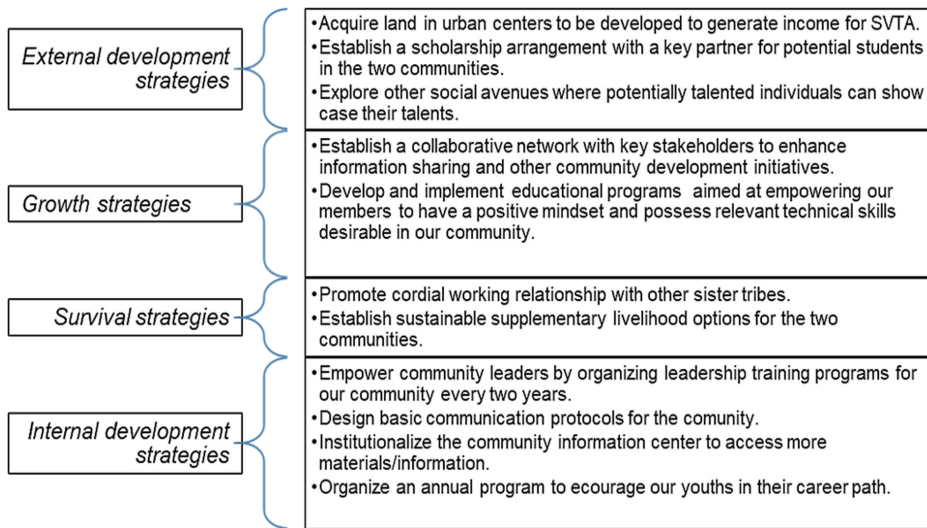 External development
strategies
•Acquire land in urban centers to be developed to generate income for SVTA.
•Establish a scholarship arrangement with a key partner for potential students
in the two communities.
•Explore other social avenues where potentially talented individuals can show
case their talents.
Growth strategies
•Establish a collaborative network with key stakeholders to enhance
information sharing and other community development initiatives.
•Develop and implement educational programs aimed at empowering our
members to have a positive mindset and possess relevant technical skills
desirable in our community.
Survival strategies
•Promote cordial working relationship with other sister tribes.
•Establish sustainable supplementary livelihood options for the two
communities.
Internal development
strategies
•Empower community leaders by organizing leadership training programs for
our community every two years.
•Design basic communication protocols for the comunity.
•Institutionalize the community information center to access more
materials/information.
•Organize an annual program to ecourage our youths in their career path.